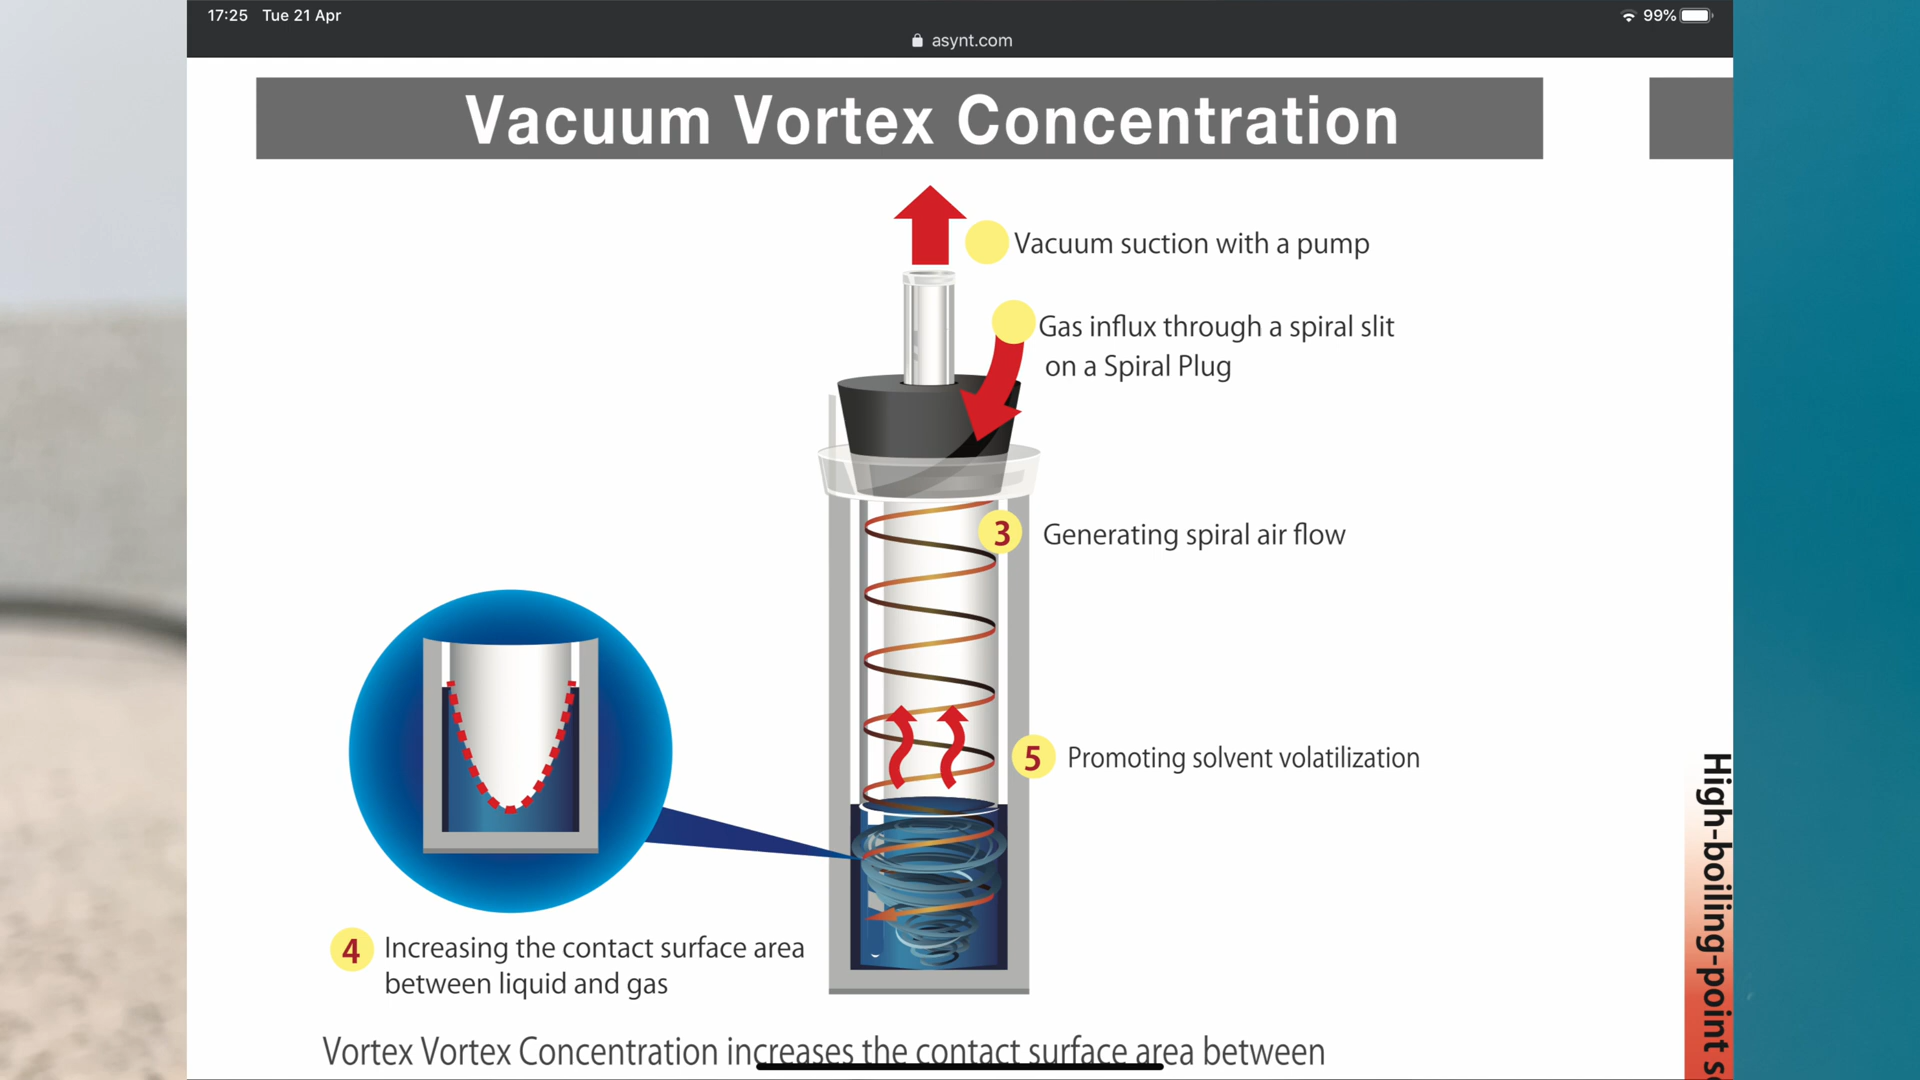 17:25 Tue 21 Apr
99%
asynt.com
Vacuum Vortex Concentration
Vacuum suction with a pump
Gas influx through a spiral slit
on a Spiral Plug
3 Generating spiral air flow
5 Promoting solvent volatilization
4 Increasing the contact surface area
between liquid and gas
Vortex Vortex Concentration increases the contact surface area between
High-boiling-point